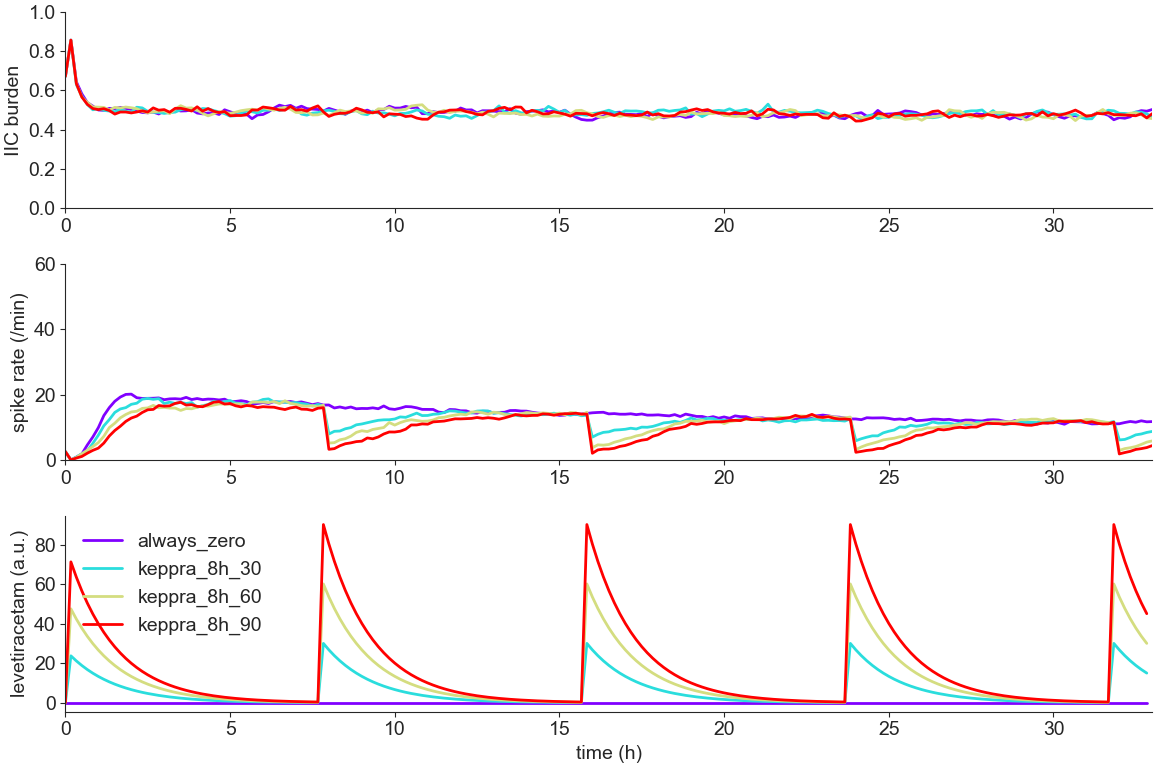 1.0
0.8
0.6
0.4
0.2
0.0
IIC burden
0 5 10 15 20 25 30
60
40
20
0
spike rate (/min)
0 5 10 15 20 25 30
80
60
40
20
0
levetiracetam (a.u.)
always_zero
keppra_8h_30
keppra_8h_60
keppra_8h_90
0 5 10 15 20 25 30
time (h)